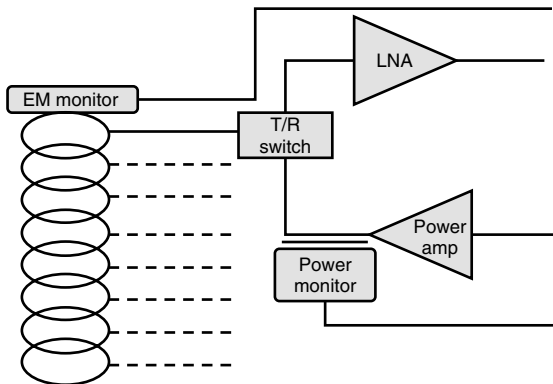 LNA
EM monitor
T/R
switch
Power
amp
Power
monitor